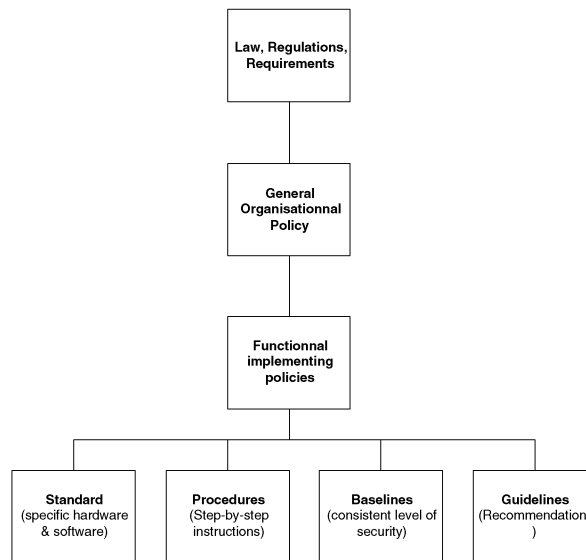 Law, Regulations,
Requirements
General
Organisationnal
Policy
Functionnal
implementing
policies
Standard
(specific hardware
& software)
Procedures
(Step-by-step
instructions)
Baselines
(consistent level of
security)
Guidelines
(Recommendation
)